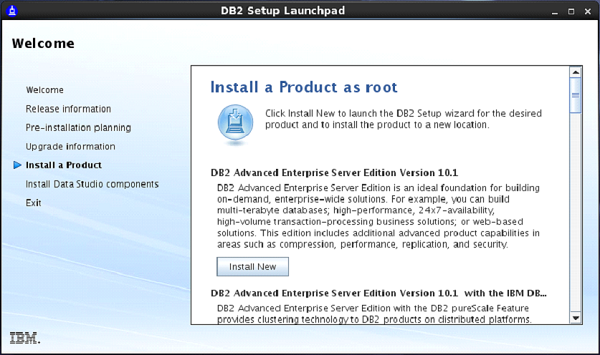 DB2 Setup Launchpad
Welcome
Welcome
Release information
Pre-installation planning
Upgrade information
Install a Product
Install Data Studio components
Exit
Install a Product as root
Click Install New to launch the DB2 Setup wizard for the desired
product and to install the product to a new location.
DB2 Advanced Enterprise Server Edition Version 10.1
DB2 Advanced Enterprise Server Edition is an ideal foundation for building
on-demand, enterprise-wide solutions. For example, you can build
multi-terabyte databases; high-performance, 24x7-availability,
high-volume transaction-processing business solutions; or web-based
solutions. This edition includes additional advanced product capabilities in
areas such as compression, performance, replication, and security.
Install New
DB2 Advanced Enterprise Server Edition Version 10.1 with the IBM DB...
DB2 Advanced Enterprise Server Edition with the DB2 pureScale Feature
provides clustering technology to DB2 products on distributed platforms.
IBM.